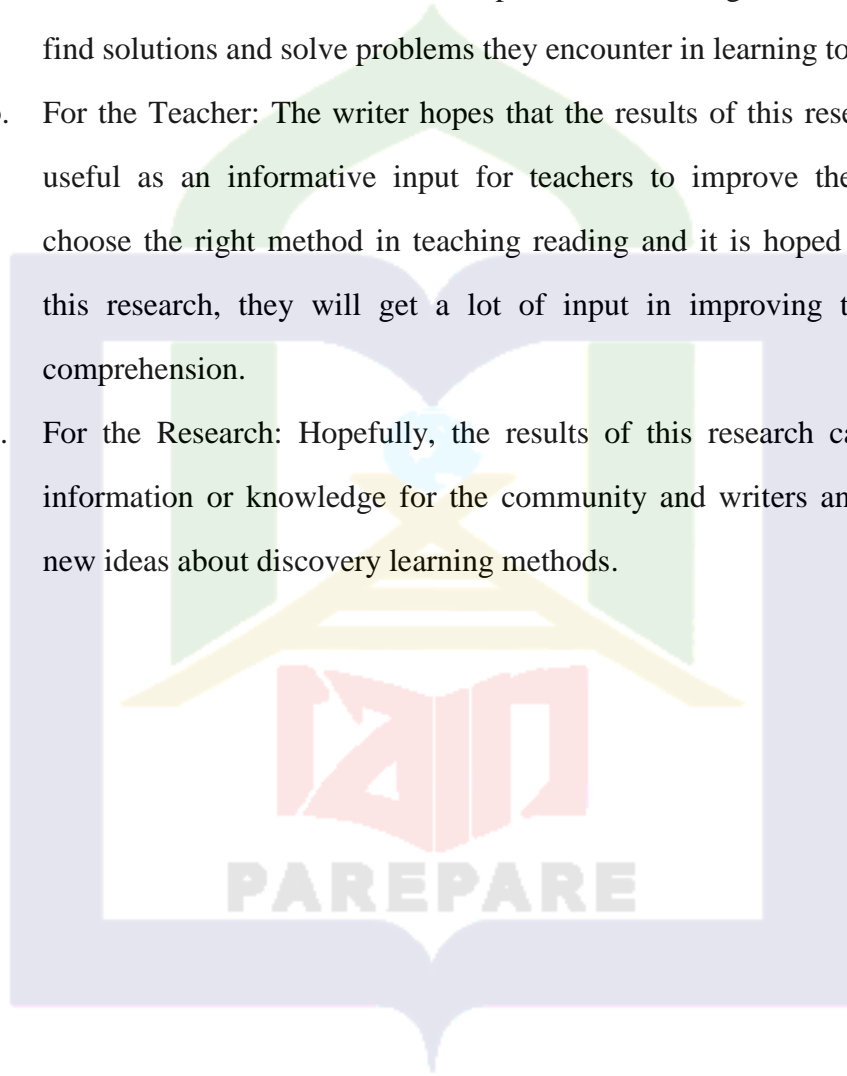 find solutions and solve problems they encounter in learning to
For the Teacher: The writer hopes that the results of this rese
useful as an informative input for teachers to improve the
choose the right method in teaching reading and it is hoped
this research, they will get a lot of input in improving t
comprehension.
For the Research: Hopefully, the results of this research ca
information or knowledge for the community and writers an
new ideas about discovery learning methods.
iain
PAREPARE